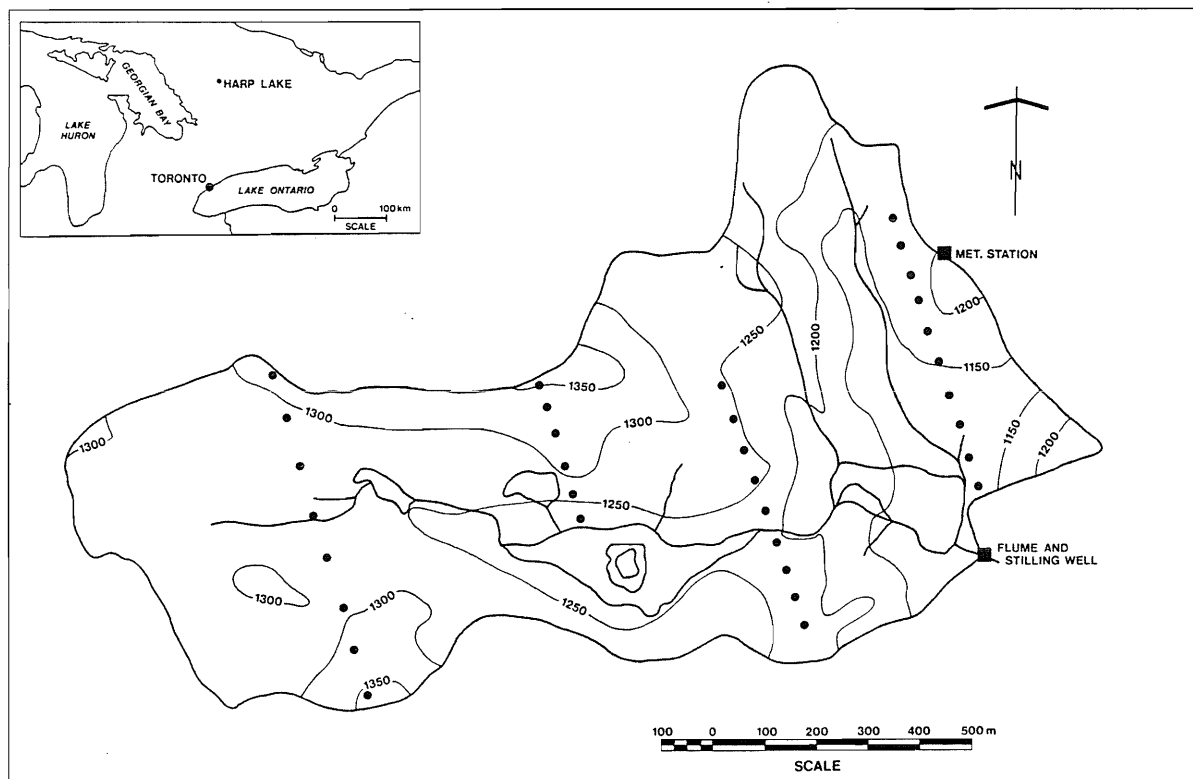 GEORGIAN BAY
HARP LAKE
LAKE
HURON
TORONTO
LAKE ONTARIO
0 100 km
SCALE
N
MET. STATION
1200
1250
1200
1150
1350
1300
1300
1300
1150
1200
1250
FLUME AND
STILLING WELL
1300
1300
1250
1350
100 0 100 200 300 400 500 m
SCALE